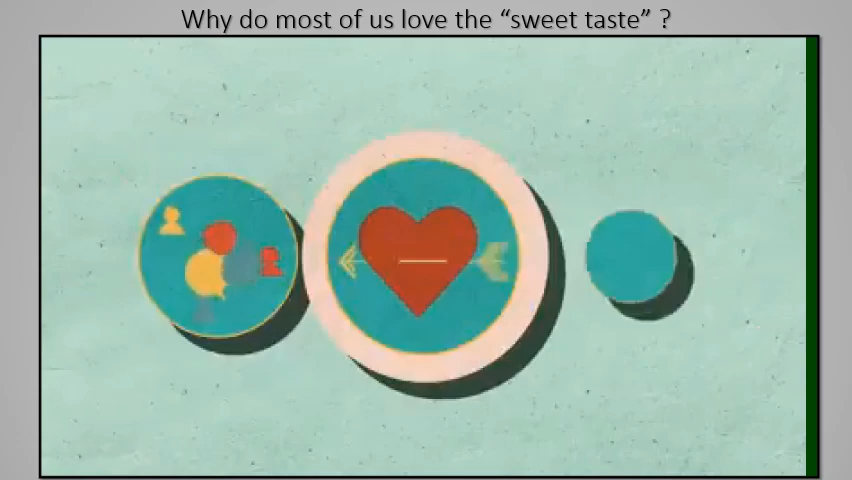 Why do most of us love the “sweet taste” ?